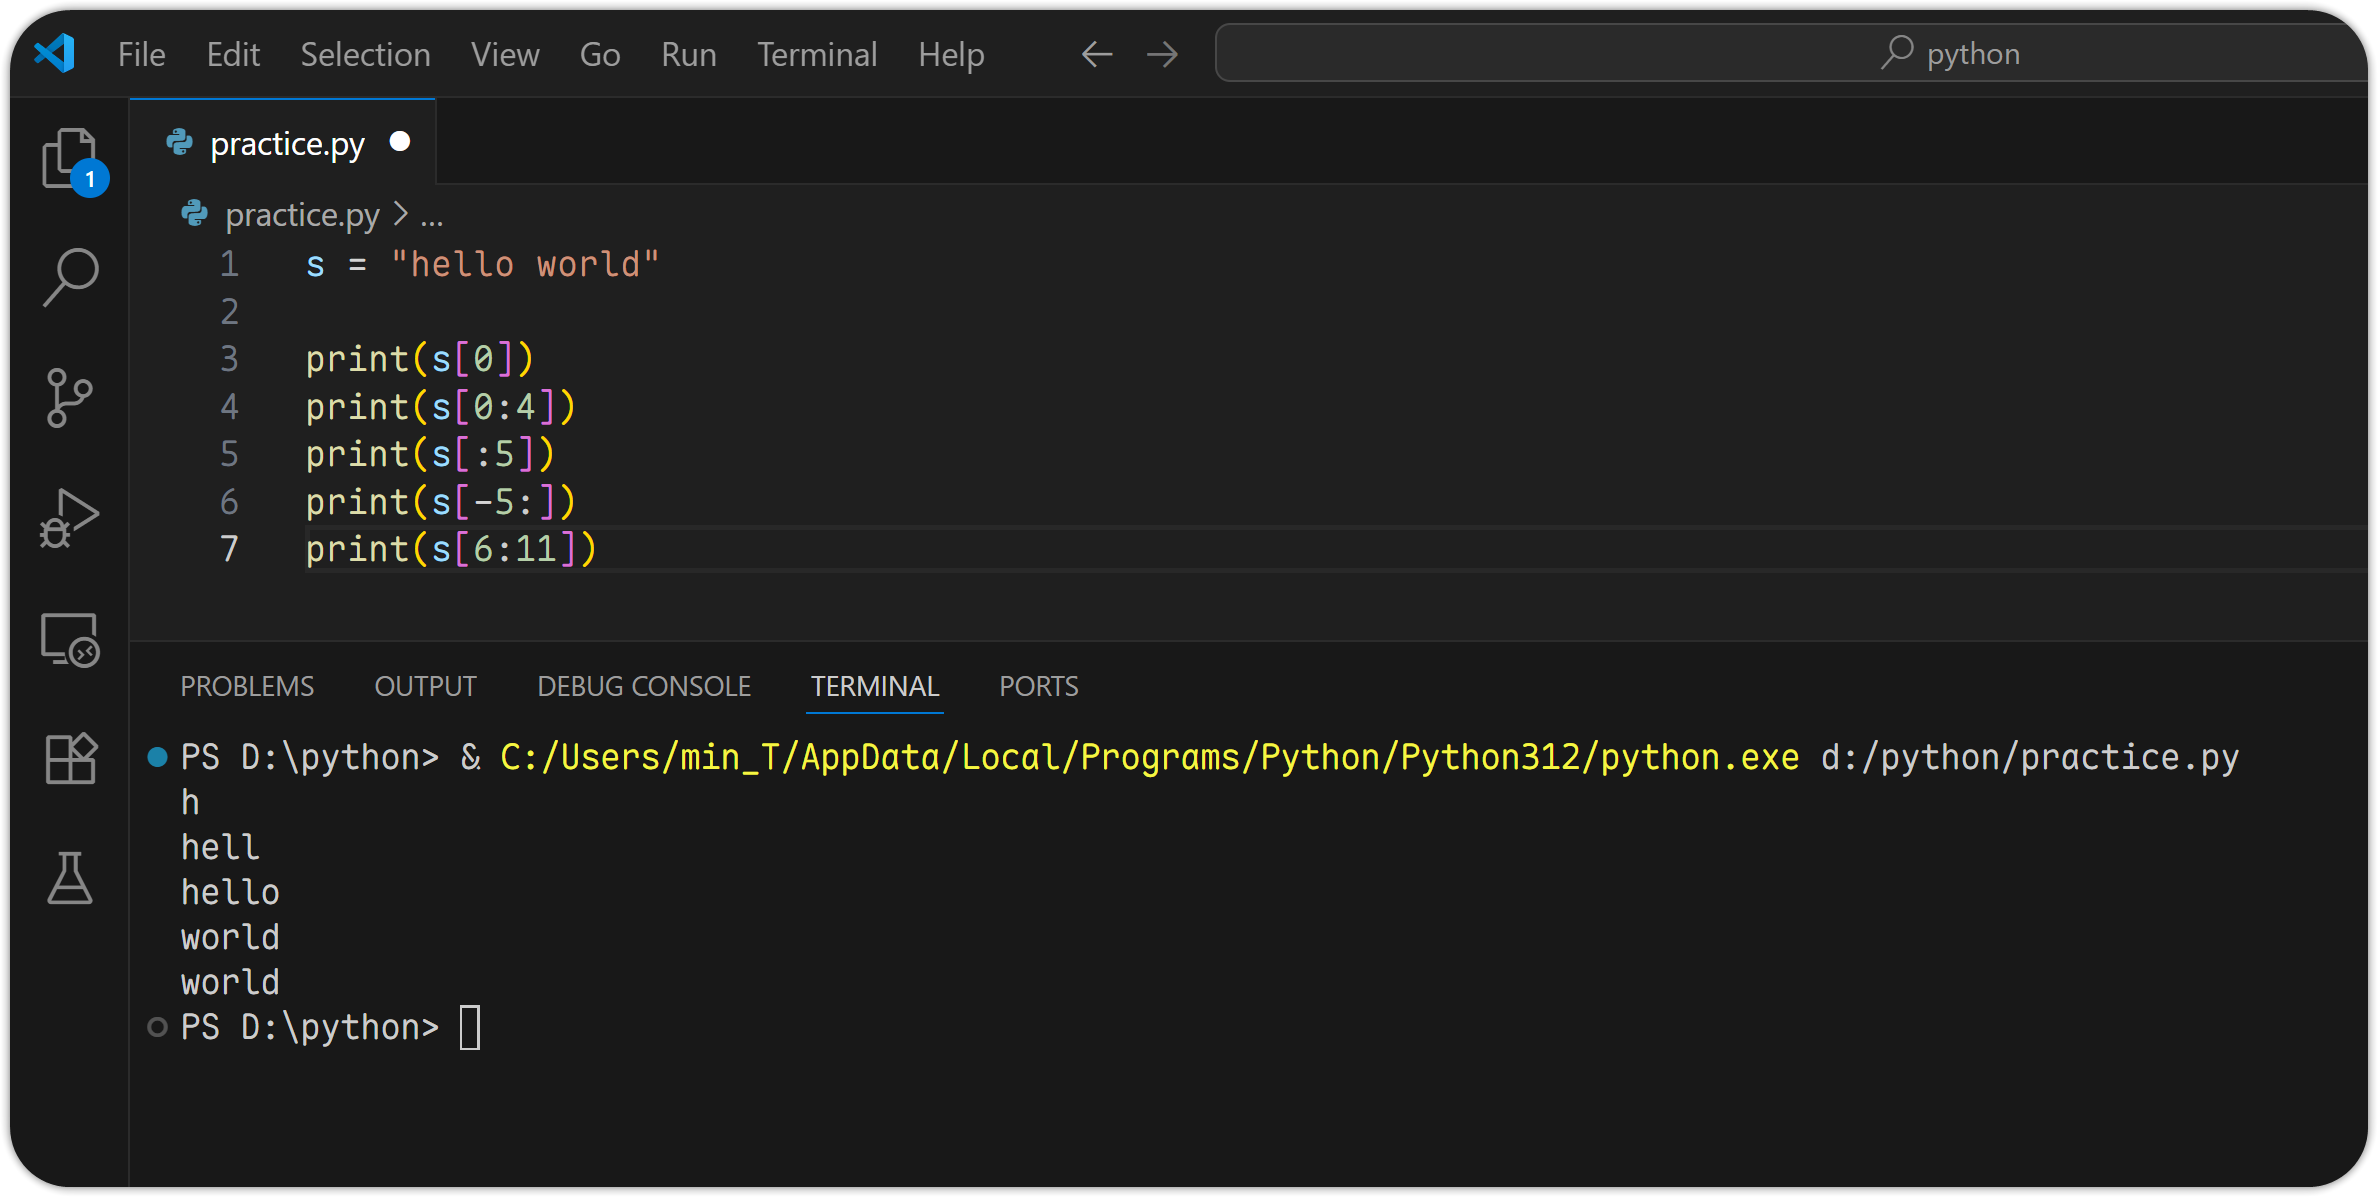 File Edit Selection View Go Run Terminal Help python
practice.py
1
practice.py > ...
1 s = "hello world"
2
3 print(s[0])
4 print(s[0:4])
5 print(s[:5])
6 print(s[-5:])
7 print(s[6:11])
PROBLEMS OUTPUT DEBUG CONSOLE TERMINAL PORTS
PS D:\python> & C:/Users/min_T/AppData/Local/Programs/Python/Python312/python.exe d:/python/practice.py
h
hell
hello
world
world
PS D:\python>